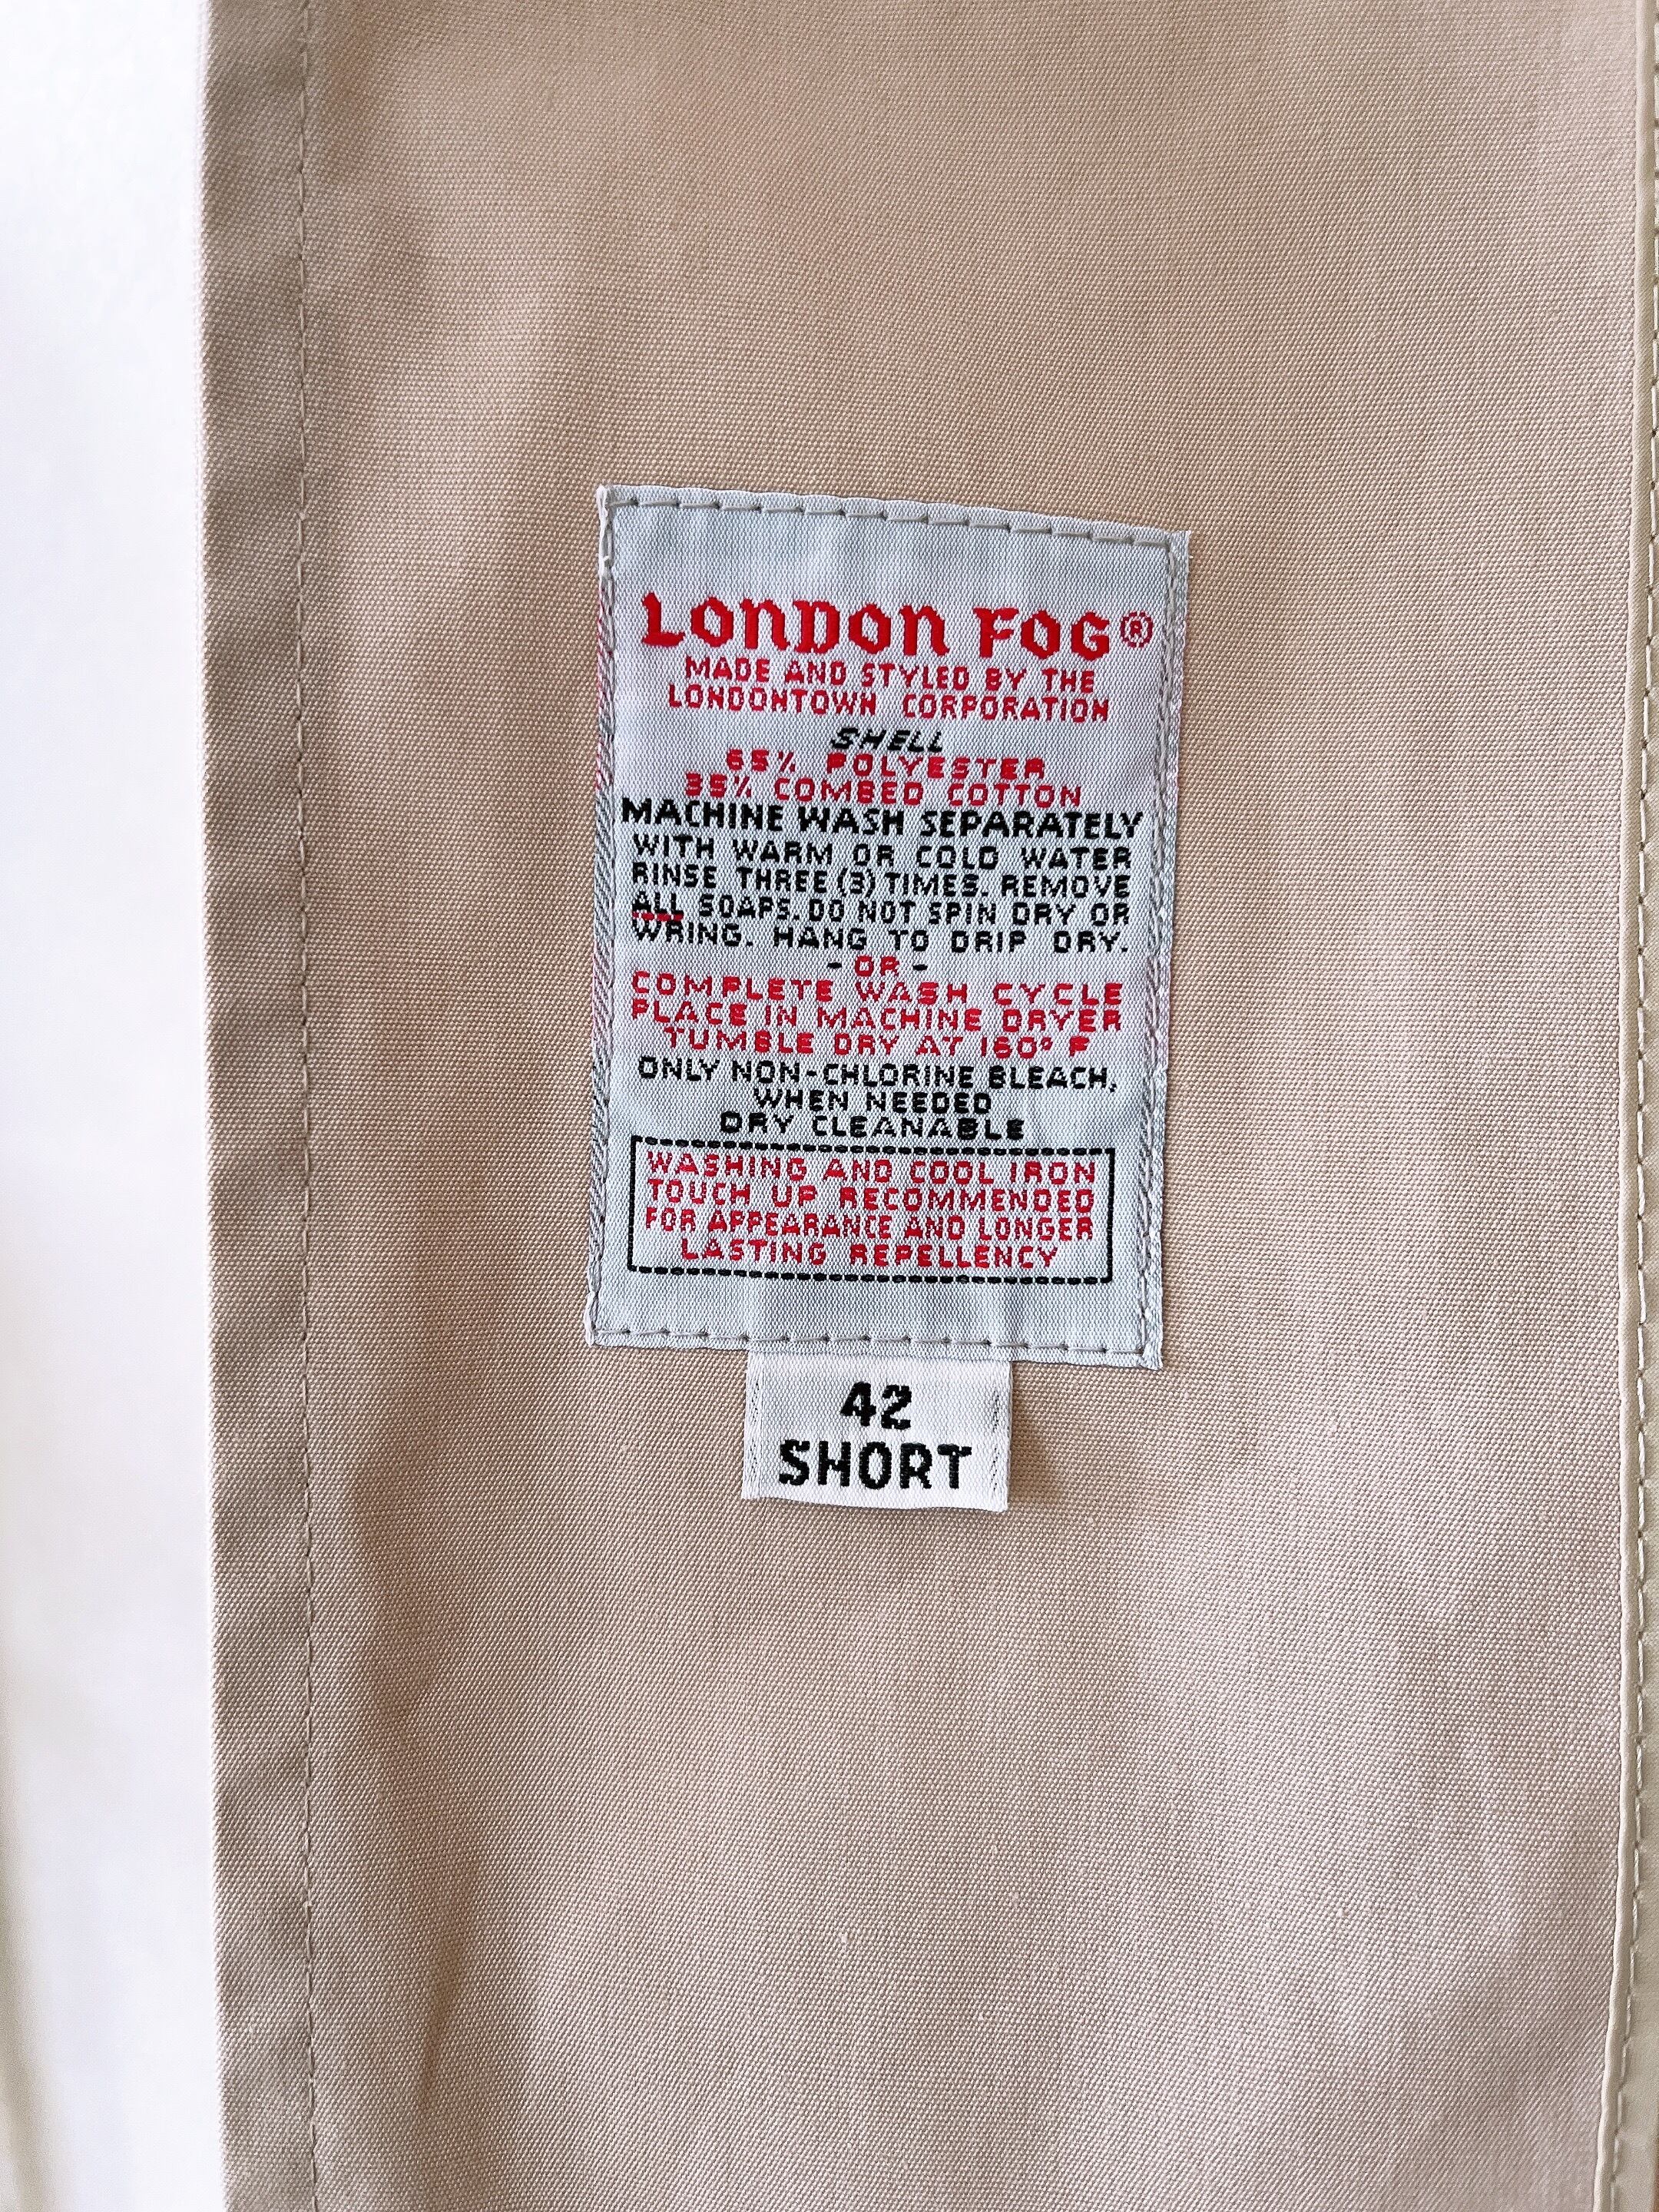 LONDON FOG®
MADE AND STYLED BY THE
LONDONTOWN CORPORATION
SHELL
65% POLYESTER
35% COMBED COTTON
MACHINE WASH SEPARATELY
WITH WARM OR COLD WATER
RINSE THREE (3) TIMES. REMOVE
ALL SOAPS. DO NOT SPIN DRY OR
WRING. HANG TO DRIP DRY.
- OR -
COMPLETE WASH CYCLE
PLACE IN MACHINE DRYER
TUMBLE DRY AT 160° F
ONLY NON-CHLORINE BLEACH,
WHEN NEEDED
DRY CLEANABLE
WASHING AND COOL IRON
TOUCH UP RECOMMENDED
FOR APPEARANCE AND LONGER
LASTING REPELLENCY
42
SHORT